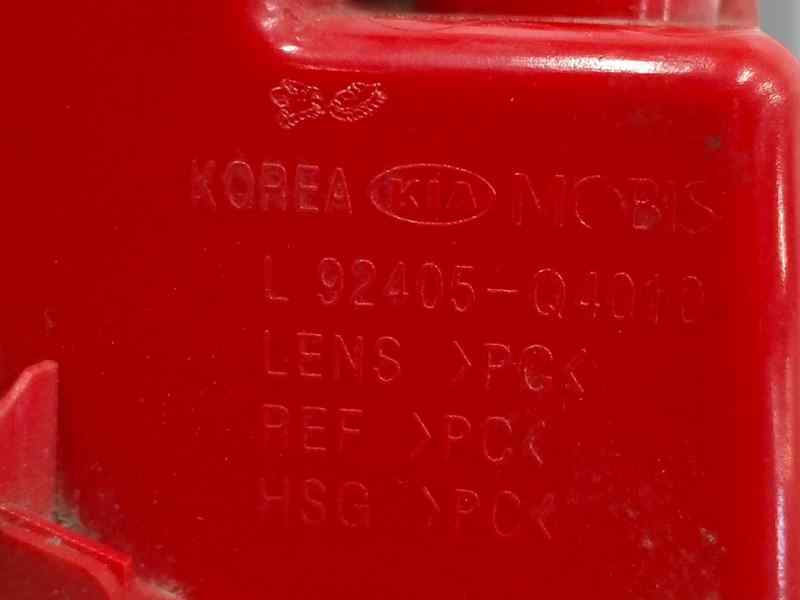 KOREA KIA MOBIS
L 92405-Q4010
LENS >PC<
REF >PC<
HSG >PC<